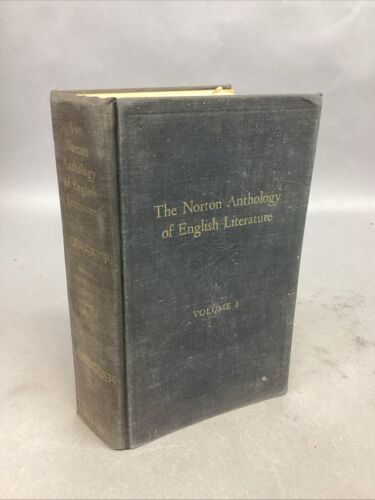 The
Norton
Anthology
of English
Literature
The Norton Anthology
of English Literature
VOLUME I